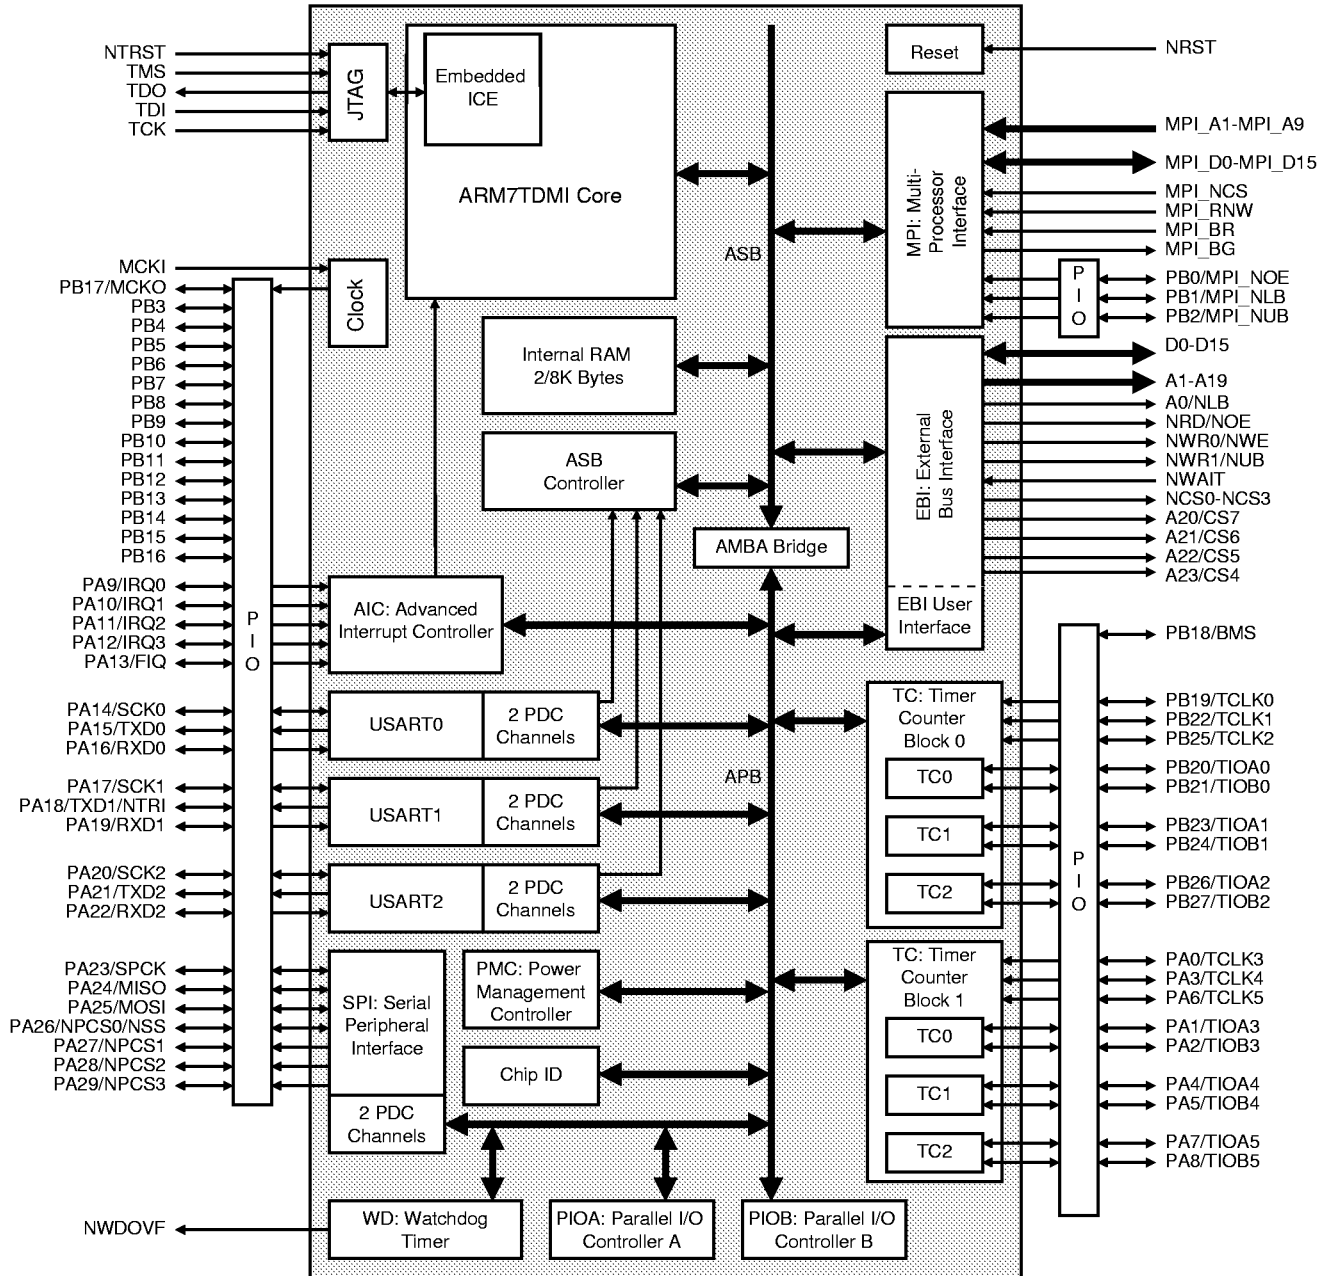 NTRST
TMS
TDO
TDI
TCK
JTAG
Embedded
ICE
ARM7TDMI Core
ASB
Reset
NRST
MPI: Multi-
Processor
Interface
MPI_A1-MPI_A9
MPI_D0-MPI_D15
MPI_NCS
MPI_RNW
MPI_BR
MPI_BG
P
I
O
PB0/MPI_NOE
PB1/MPI_NLB
PB2/MPI_NUB
MCKI
PB17/MCKO
Clock
PB3
PB4
PB5
PB6
PB7
PB8
PB9
PB10
PB11
PB12
PB13
PB14
PB15
PB16
Internal RAM
2/8K Bytes
ASB
Controller
AMBA Bridge
EBI: External
Bus Interface
EBI User
Interface
D0-D15
A1-A19
A0/NLB
NRD/NOE
NWR0/NWE
NWR1/NUB
NWAIT
NCS0-NCS3
A20/CS7
A21/CS6
A22/CS5
A23/CS4
PA9/IRQ0
PA10/IRQ1
PA11/IRQ2
PA12/IRQ3
PA13/FIQ
P
I
O
AIC: Advanced
Interrupt Controller
PA14/SCK0
PA15/TXD0
PA16/RXD0
USART0
2 PDC
Channels
PA17/SCK1
PA18/TXD1/NTRI
PA19/RXD1
USART1
2 PDC
Channels
APB
PA20/SCK2
PA21/TXD2
PA22/RXD2
USART2
2 PDC
Channels
PB18/BMS
TC: Timer
Counter
Block 0
PB19/TCLK0
PB22/TCLK1
PB25/TCLK2
TC0
PB20/TIOA0
PB21/TIOB0
TC1
PB23/TIOA1
PB24/TIOB1
TC2
PB26/TIOA2
PB27/TIOB2
P
I
O
PA23/SPCK
PA24/MISO
PA25/MOSI
PA26/NPCS0/NSS
PA27/NPCS1
PA28/NPCS2
PA29/NPCS3
SPI: Serial
Peripheral
Interface
2 PDC
Channels
PMC: Power
Management
Controller
Chip ID
TC: Timer
Counter
Block 1
PA0/TCLK3
PA3/TCLK4
PA6/TCLK5
TC0
PA1/TIOA3
PA2/TIOB3
TC1
PA4/TIOA4
PA5/TIOB4
TC2
PA7/TIOA5
PA8/TIOB5
NWDOVF
WD: Watchdog
Timer
PIOA: Parallel I/O
Controller A
PIOB: Parallel I/O
Controller B